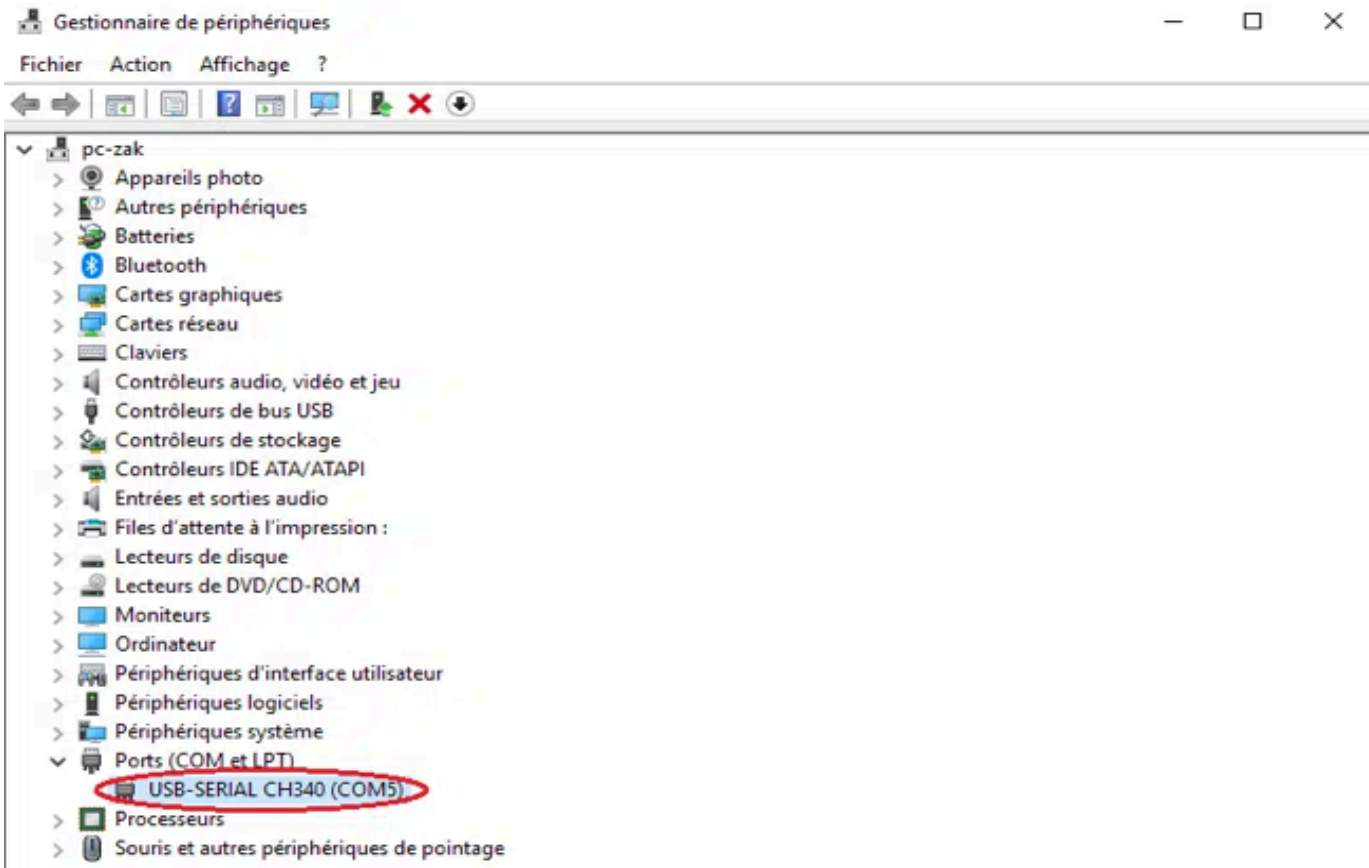 Gestionnaire de périphériques
Fichier Action Affichage ?
pc-zak
Appareils photo
Autres périphériques
Batteries
Bluetooth
Cartes graphiques
Cartes réseau
Claviers
Contrôleurs audio, vidéo et jeu
Contrôleurs de bus USB
Contrôleurs de stockage
Contrôleurs IDE ATA/ATAPI
Entrées et sorties audio
Files d'attente à l'impression :
Lecteurs de disque
Lecteurs de DVD/CD-ROM
Moniteurs
Ordinateur
Périphériques d'interface utilisateur
Périphériques logiciels
Périphériques système
Ports (COM et LPT)
USB-SERIAL CH340 (COM5)
Processeurs
Souris et autres périphériques de pointage